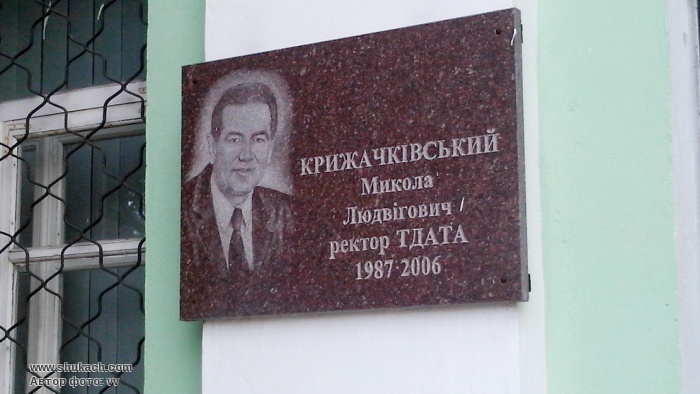 КРИЖАЧКІВСЬКИЙ
Микола
Людвігович /
ректор ТДАТА
1987 2006
www.shukach.com
Автор фото: vv